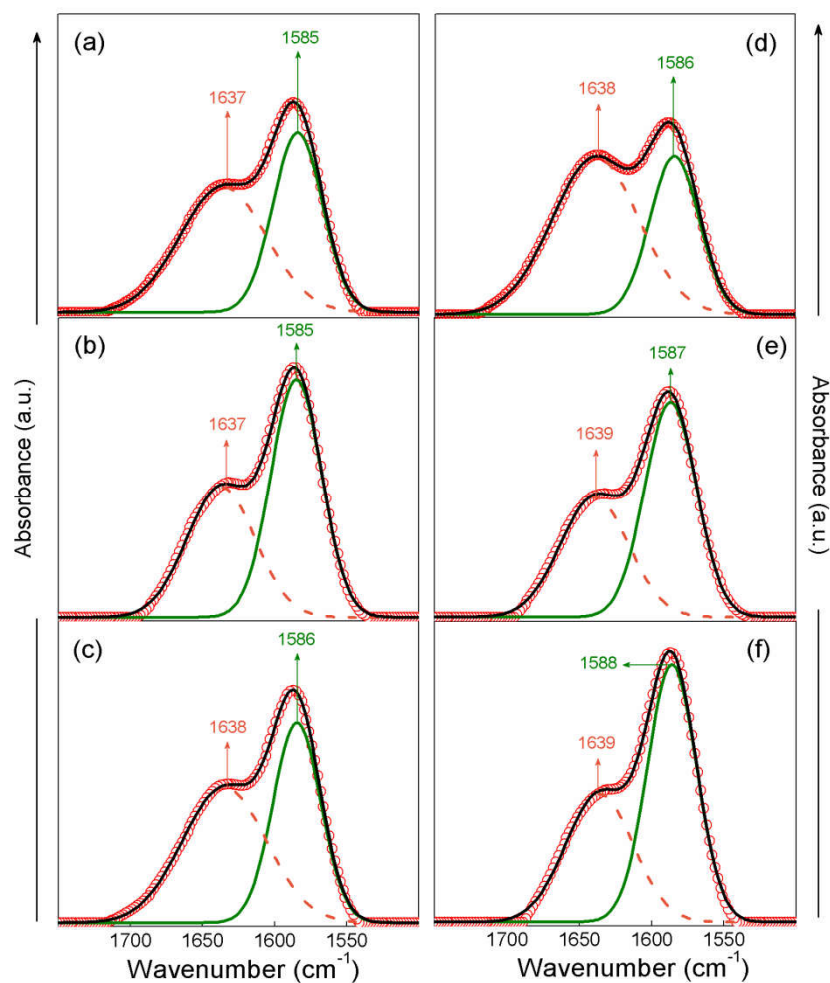 (a)
1585
1637
(d)
1586
1638
(b)
1585
1637
(e)
1587
1639
(c)
1586
1638
(f)
1588
1639
Absorbance (a.u.)
Absorbance (a.u.)
1700 1650 1600 1550
1700 1650 1600 1550
Wavenumber (cm⁻¹)
Wavenumber (cm⁻¹)